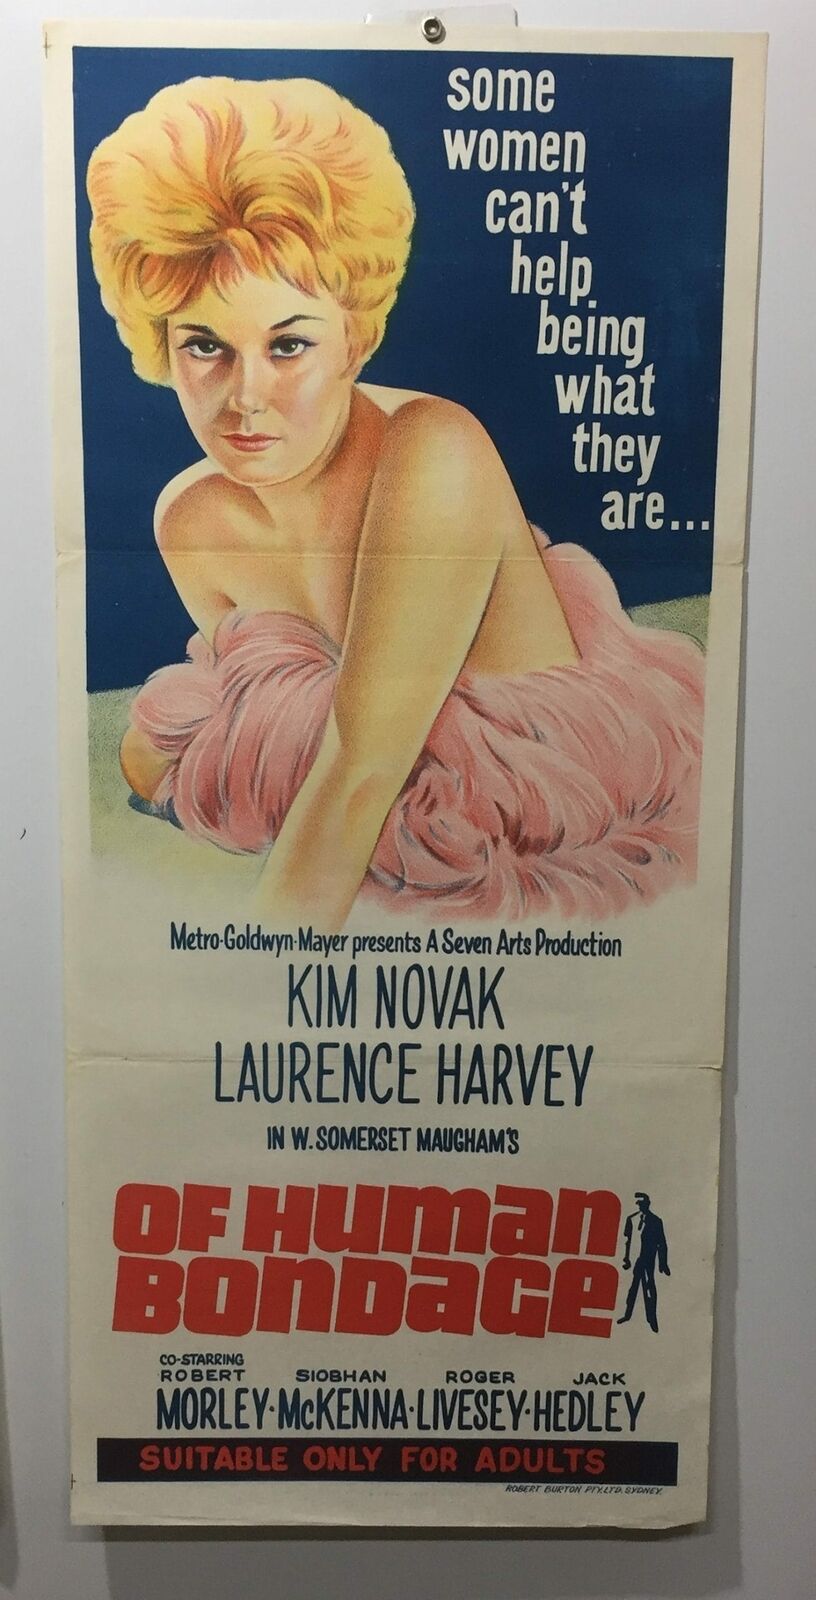 some
women
can't
help
being
what
they
are...
Metro-Goldwyn-Mayer presents A Seven Arts Production
KIM NOVAK
LAURENCE HARVEY
IN W. SOMERSET MAUGHAM'S
OF HUMAN
BONDAGE
CO-STARRING
ROBERT SIOBHAN ROGER JACK
MORLEY·McKENNA·LIVESEY·HEDLEY
SUITABLE ONLY FOR ADULTS
ROBERT BURTON PTY. LTD. SYDNEY.